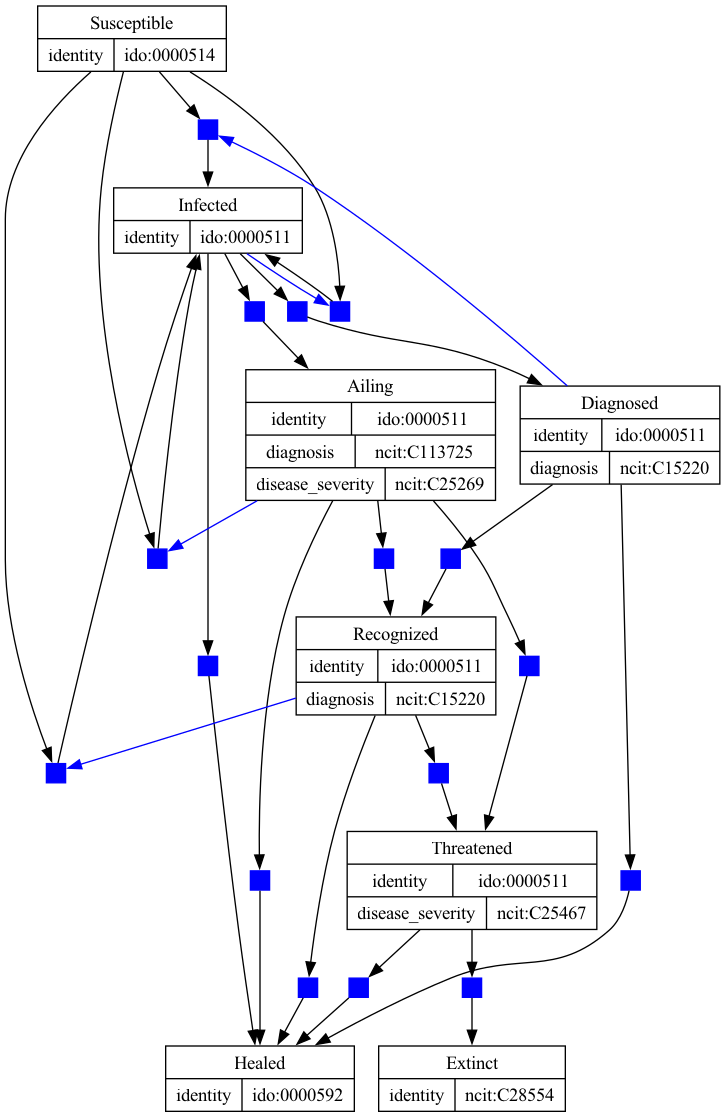 Susceptible
identity ido:0000514
Infected
identity ido:0000511
Ailing
identity ido:0000511
diagnosis ncit:C113725
disease_severity ncit:C25269
Diagnosed
identity ido:0000511
diagnosis ncit:C15220
Recognized
identity ido:0000511
diagnosis ncit:C15220
Threatened
identity ido:0000511
disease_severity ncit:C25467
Healed
identity ido:0000592
Extinct
identity ncit:C28554